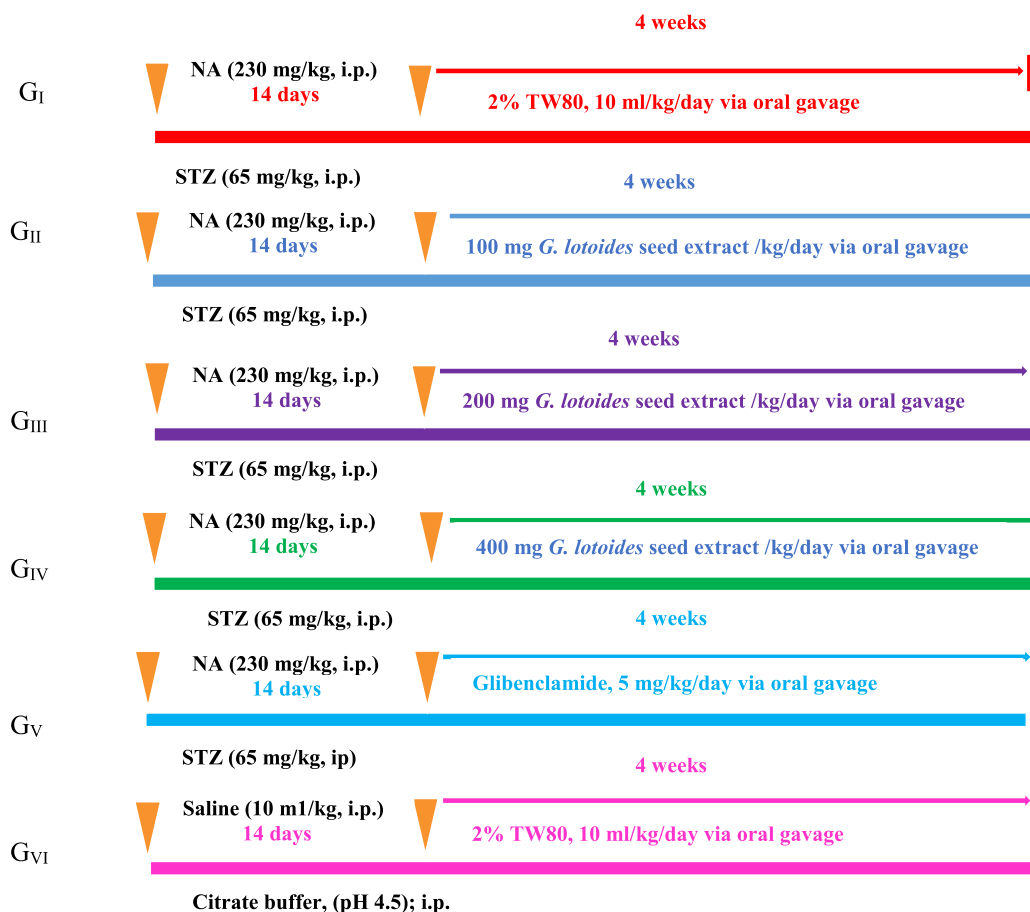 4 weeks
NA (230 mg/kg, i.p.)
G_I
14 days
2% TW80, 10 ml/kg/day via oral gavage
STZ (65 mg/kg, i.p.)
4 weeks
NA (230 mg/kg, i.p.)
G_II
14 days
100 mg G. lotoides seed extract /kg/day via oral gavage
STZ (65 mg/kg, i.p.)
4 weeks
NA (230 mg/kg, i.p.)
14 days
200 mg G. lotoides seed extract /kg/day via oral gavage
G_III
STZ (65 mg/kg, i.p.)
4 weeks
NA (230 mg/kg, i.p.)
14 days
400 mg G. lotoides seed extract /kg/day via oral gavage
G_IV
STZ (65 mg/kg, i.p.)
4 weeks
NA (230 mg/kg, i.p.)
14 days
Glibenclamide, 5 mg/kg/day via oral gavage
G_V
STZ (65 mg/kg, ip)
4 weeks
Saline (10 m1/kg, i.p.)
14 days
2% TW80, 10 ml/kg/day via oral gavage
G_VI
Citrate buffer, (pH 4.5); i.p.